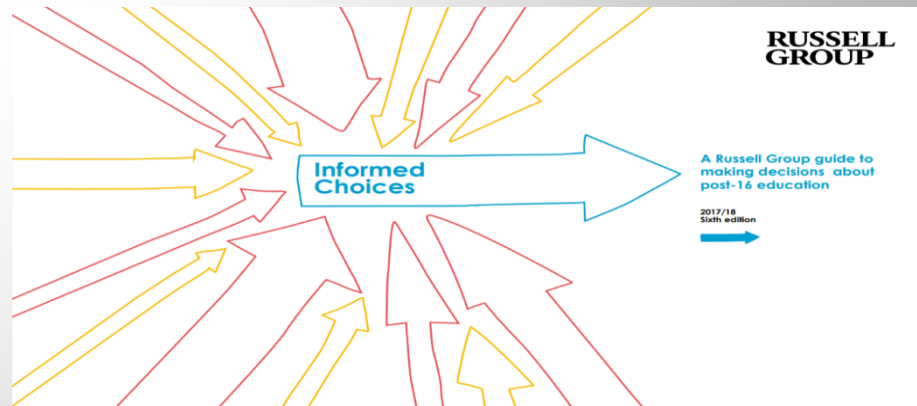 RUSSELL
GROUP
Informed
Choices
A Russell Group guide to
making decisions about
post-16 education
2017/18
Sixth edition